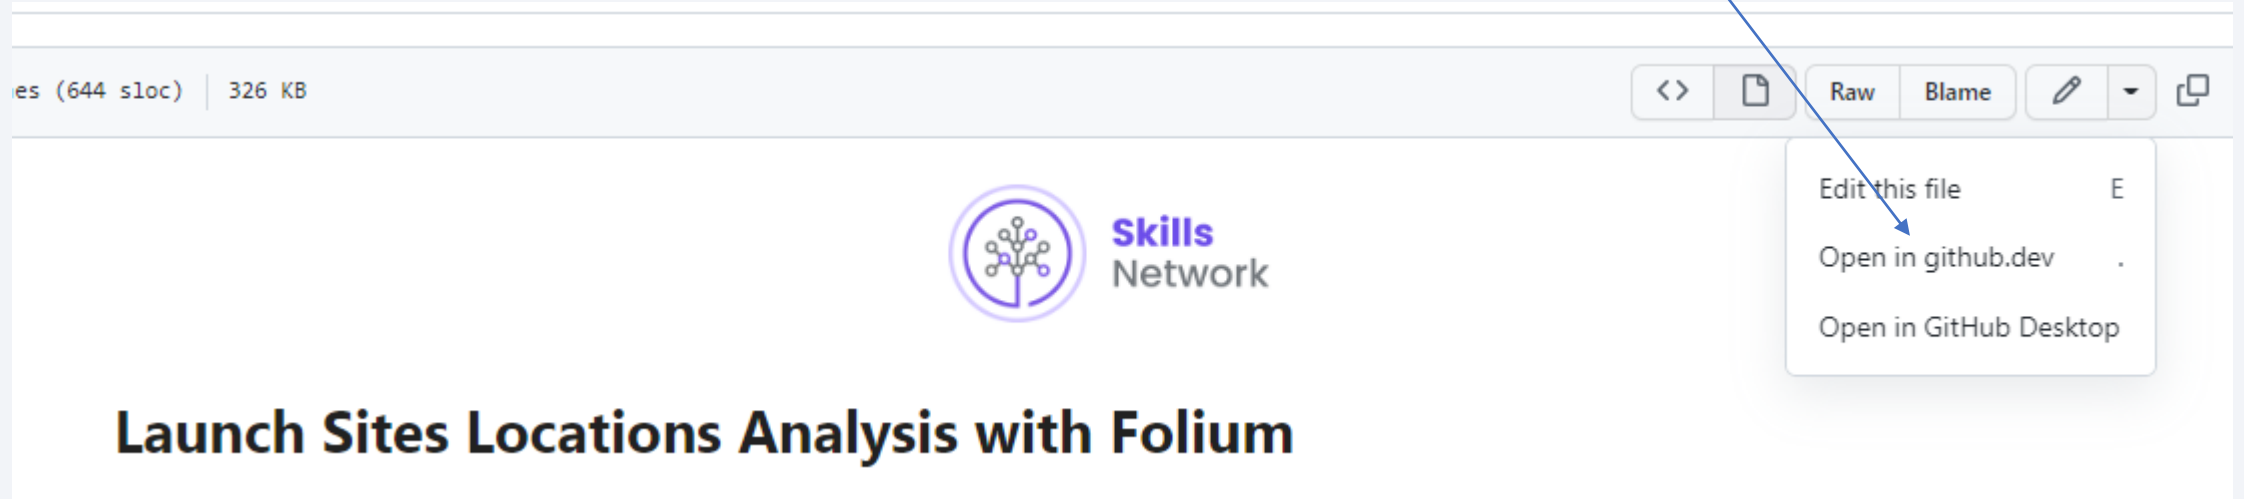 es (644 sloc) 326 KB Raw Blame
Edit this file E
Open in github.dev .
Open in GitHub Desktop
Skills
Network
Launch Sites Locations Analysis with Folium